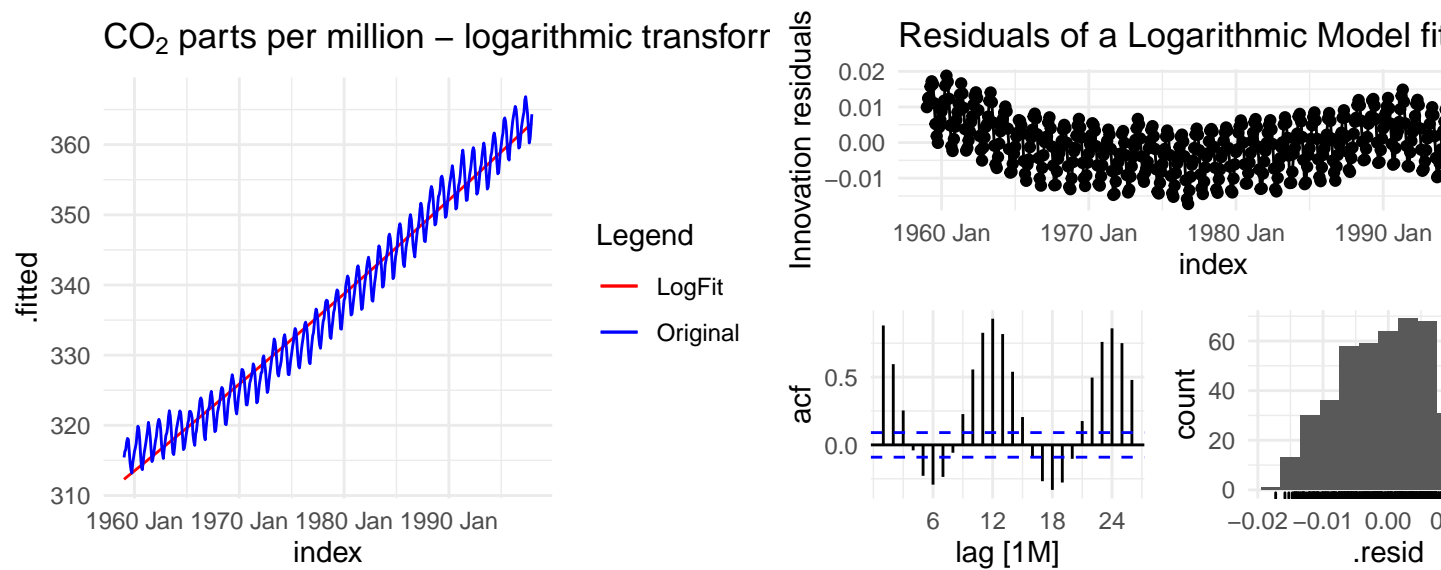 CO₂ parts per million – logarithmic transforr
.fitted
360
350
340
330
320
310
1960 Jan 1970 Jan 1980 Jan 1990 Jan
index
Legend
LogFit
Original
Residuals of a Logarithmic Model fit
Innovation residuals
0.02
0.01
0.00
−0.01
1960 Jan 1970 Jan 1980 Jan 1990 Jan
index
acf
0.5
0.0
6 12 18 24
lag [1M]
count
60
40
20
0
−0.02 −0.01 0.00 0
.resid